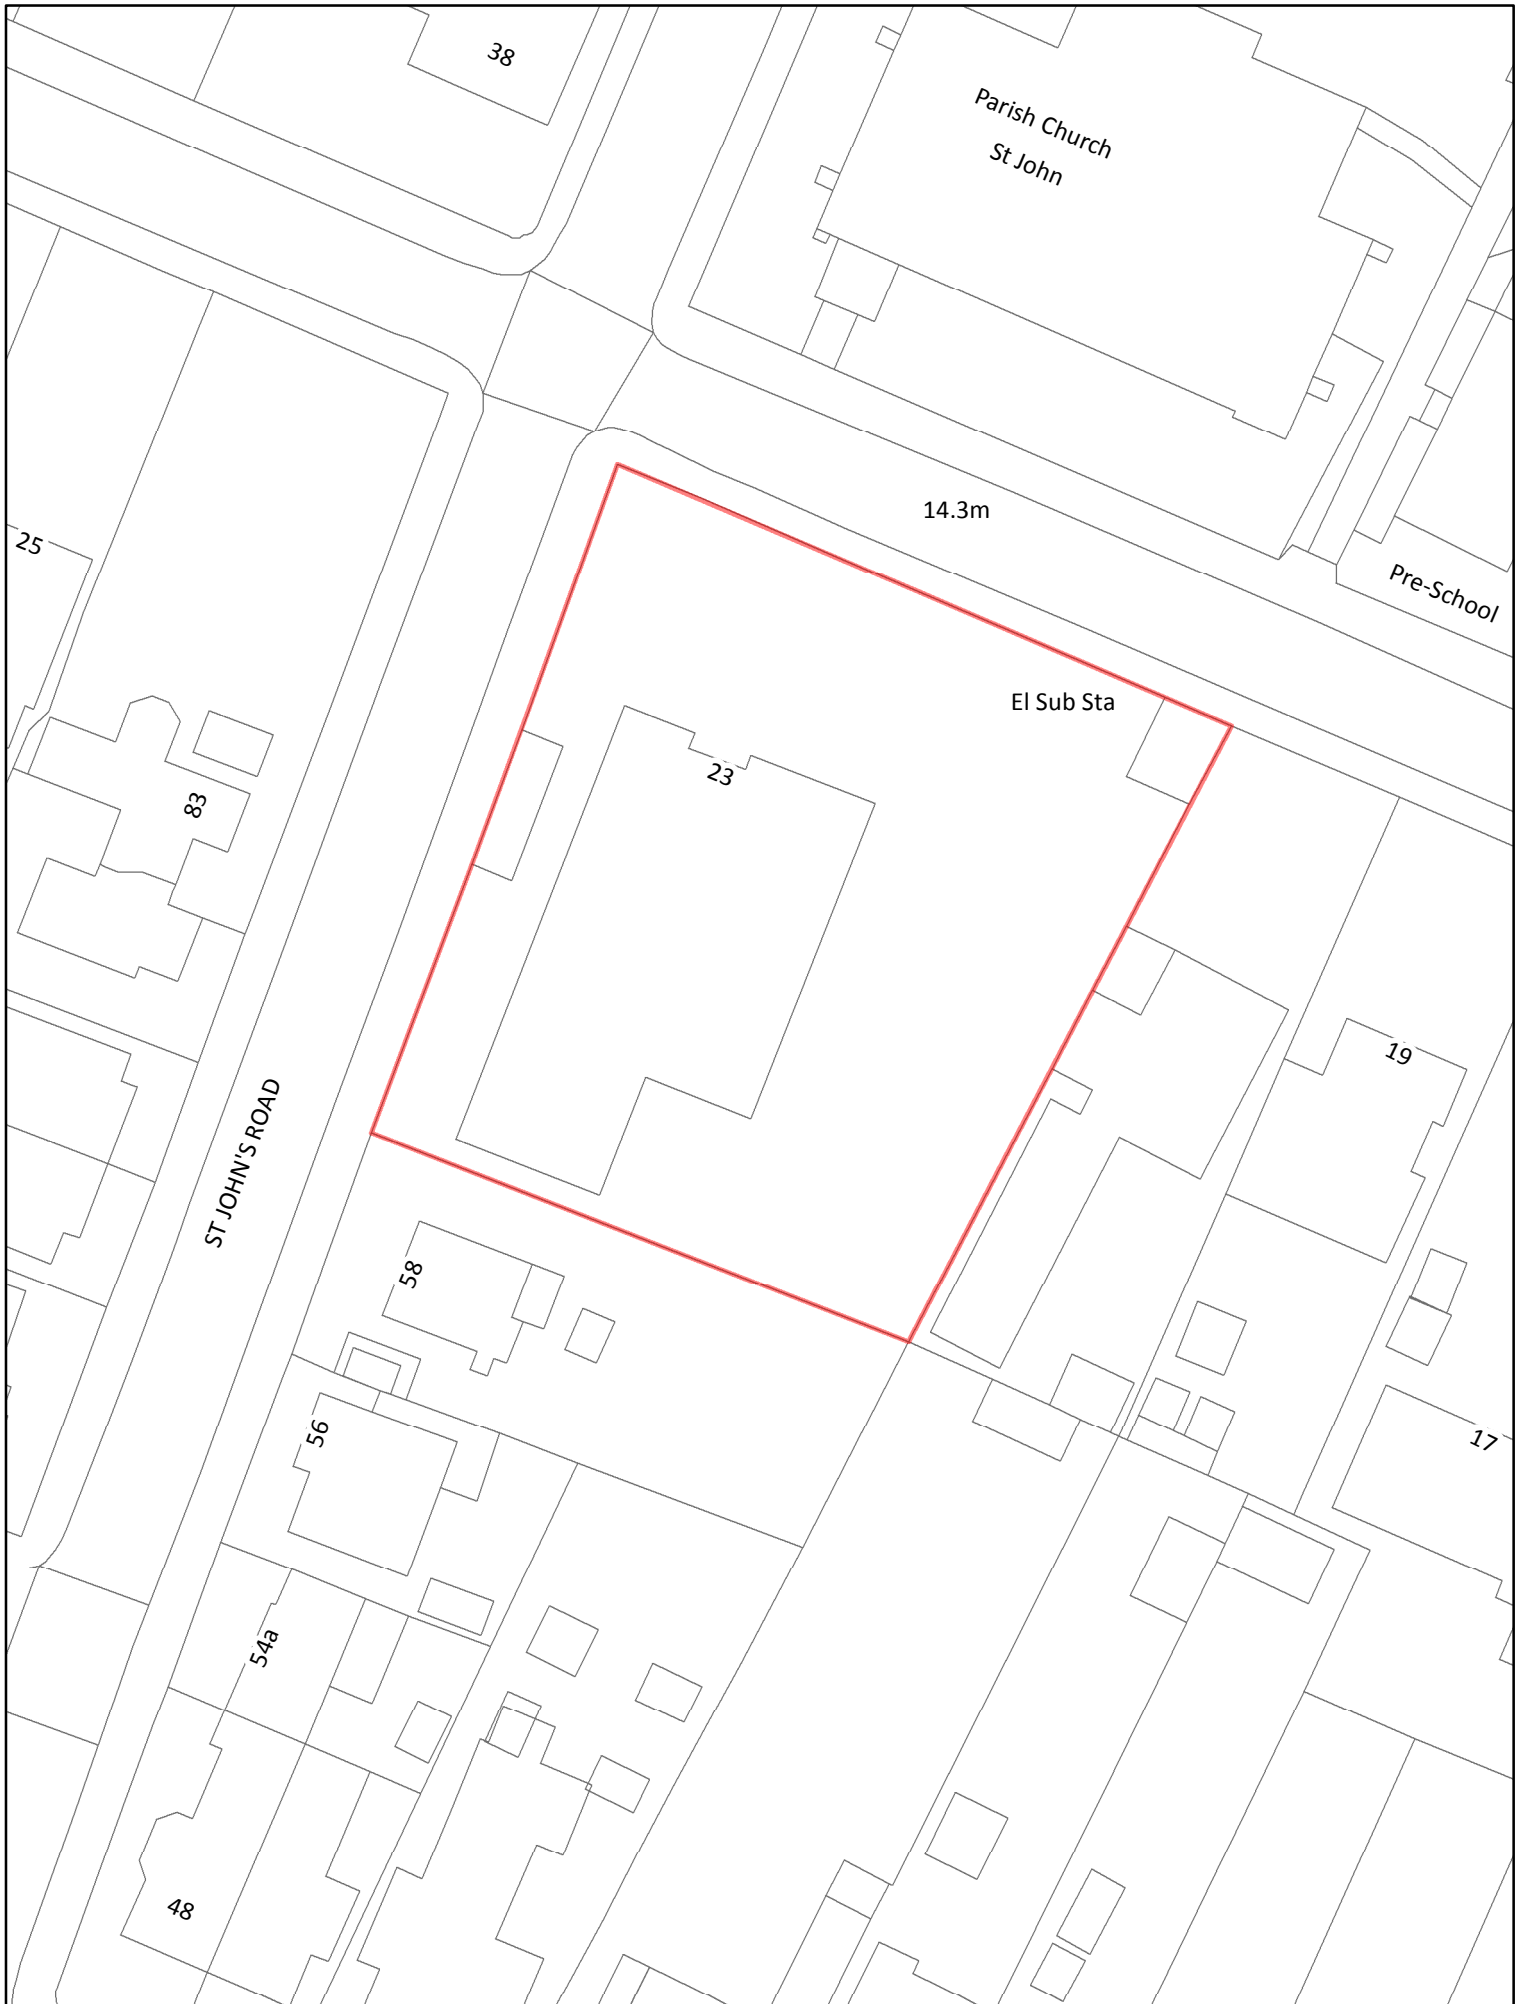 38
Parish Church
St John
14.3m
25
Pre-School
El Sub Sta
23
83
19
ST JOHN'S ROAD
58
56
17
54a
48